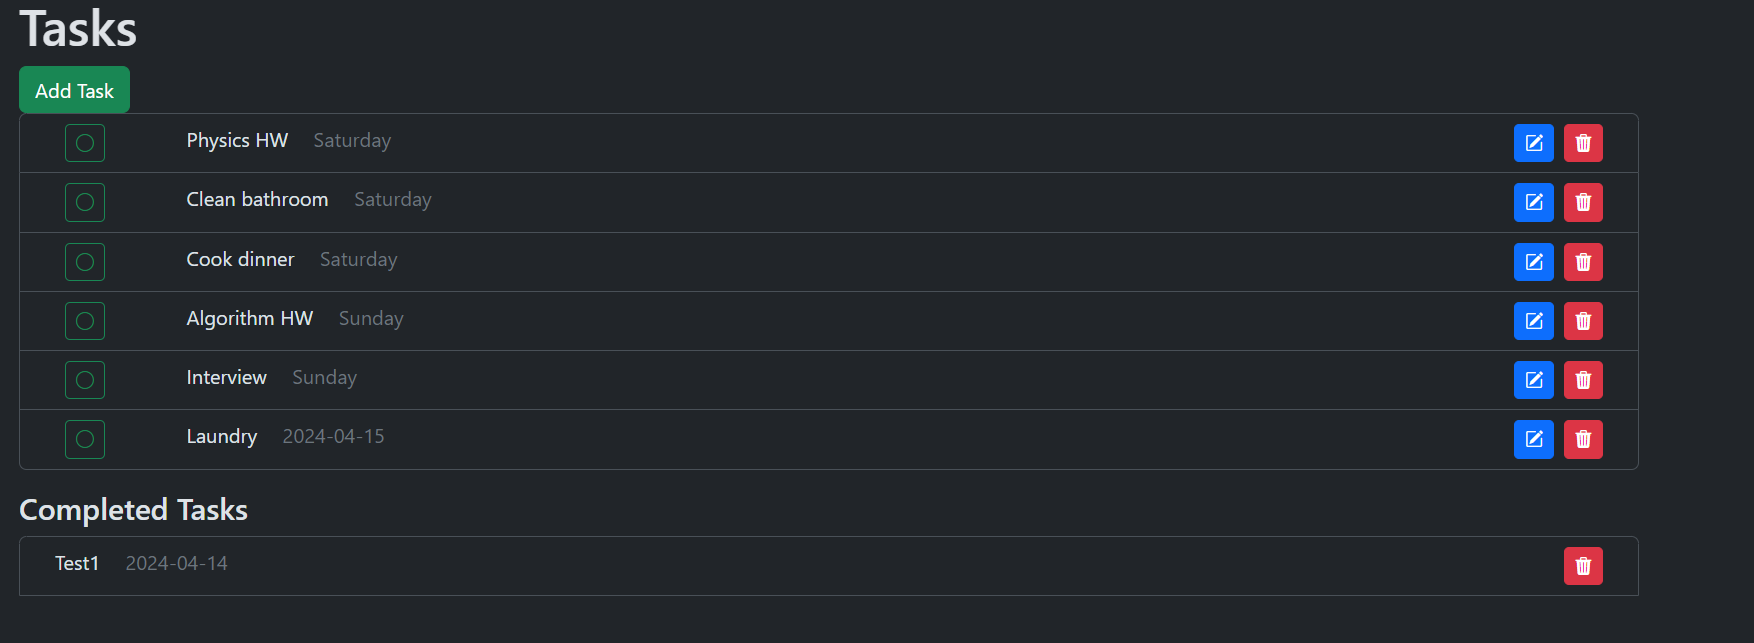 Tasks
Add Task
Physics HW Saturday
Clean bathroom Saturday
Cook dinner Saturday
Algorithm HW Sunday
Interview Sunday
Laundry 2024-04-15
Completed Tasks
Test1 2024-04-14